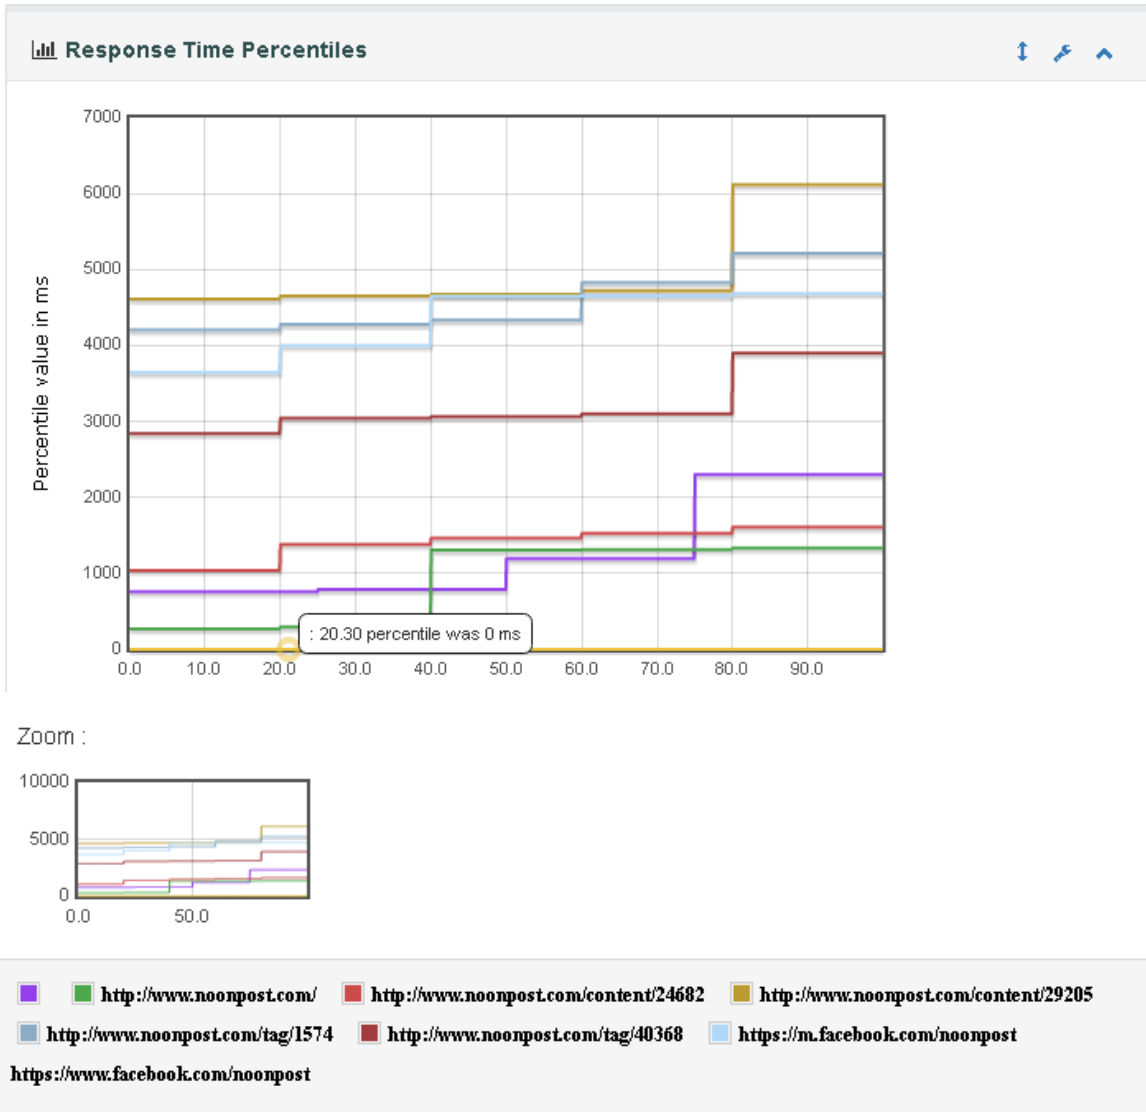 Response Time Percentiles
7000
6000
5000
4000
3000
2000
1000
0
Percentile value in ms
: 20.30 percentile was 0 ms
0.0 10.0 20.0 30.0 40.0 50.0 60.0 70.0 80.0 90.0
Zoom :
10000
5000
0
0.0 50.0
http://www.noonpost.com/ http://www.noonpost.com/content/24682 http://www.noonpost.com/content/29205
http://www.noonpost.com/tag/1574 http://www.noonpost.com/tag/40368 https://m.facebook.com/noonpost
https://www.facebook.com/noonpost